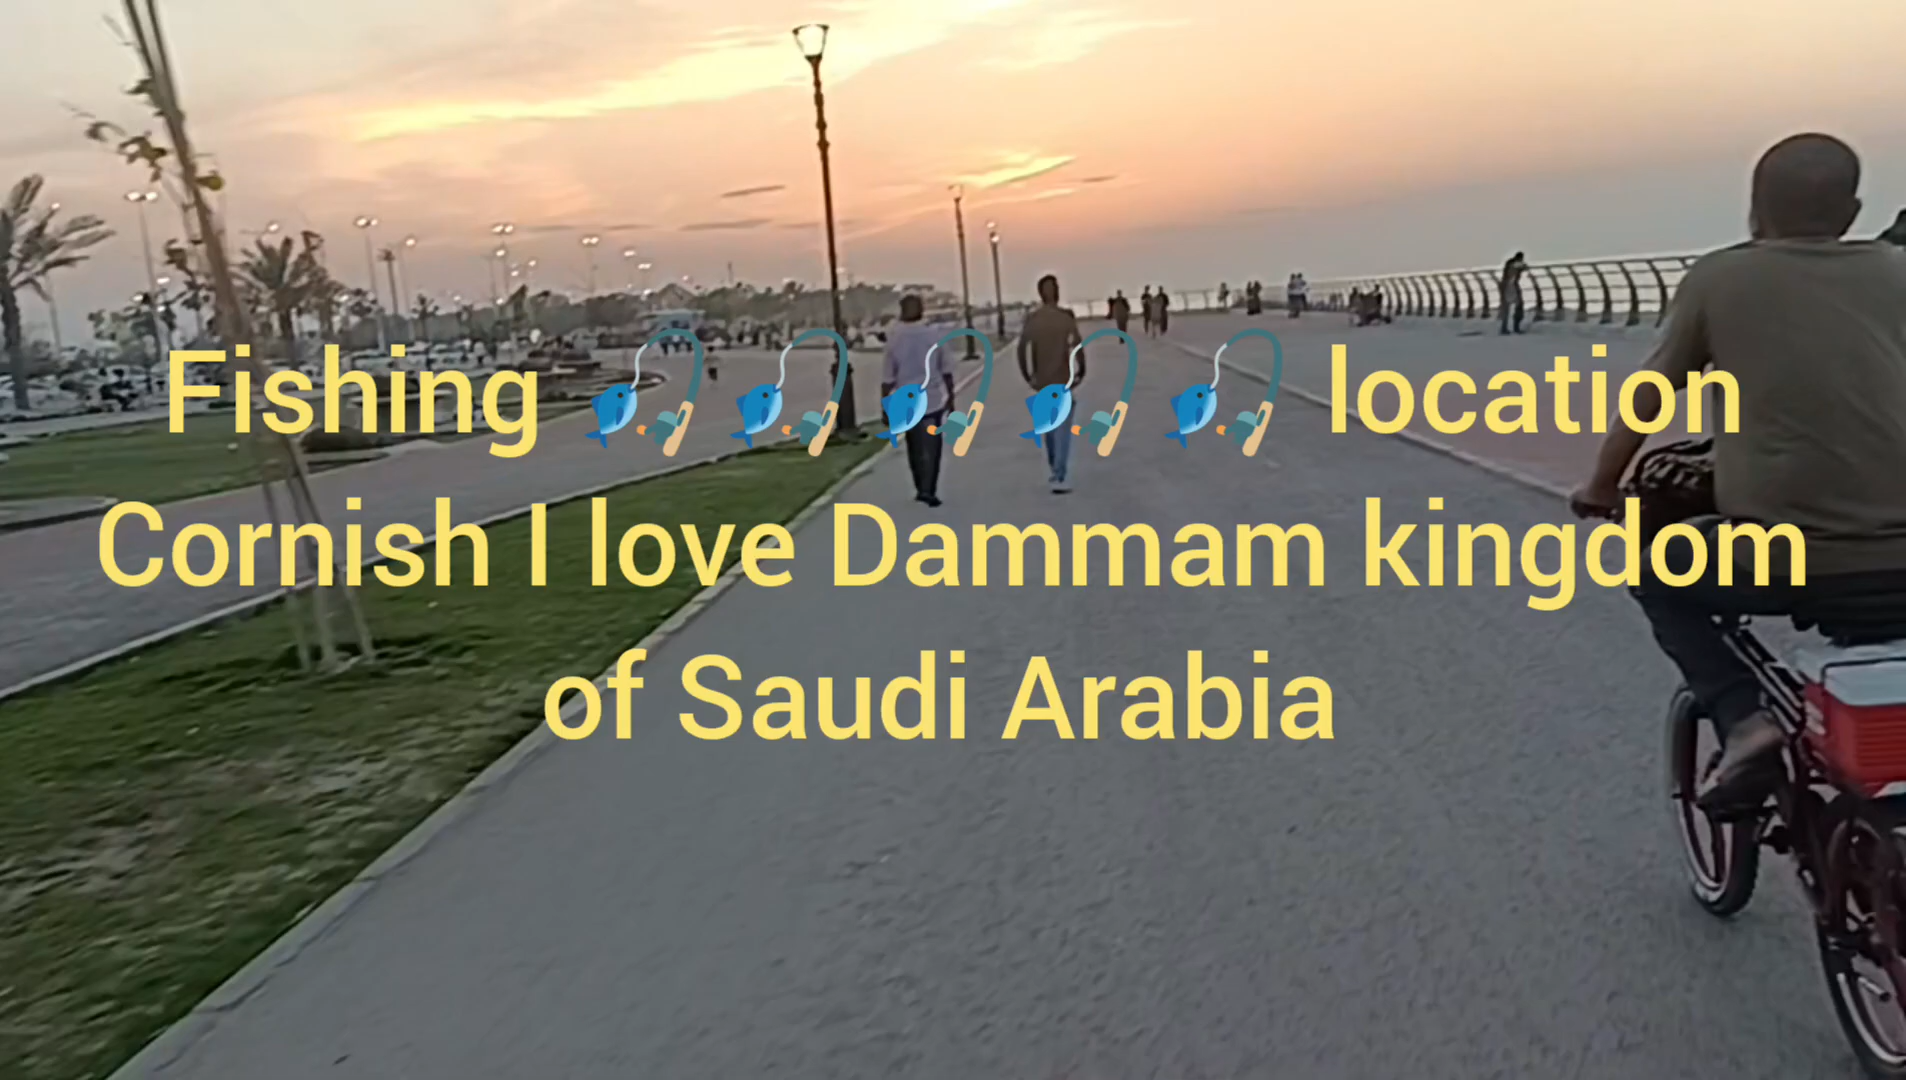 Fishing 🎣🎣🎣🎣🎣 location
Cornish I love Dammam kingdom
of Saudi Arabia